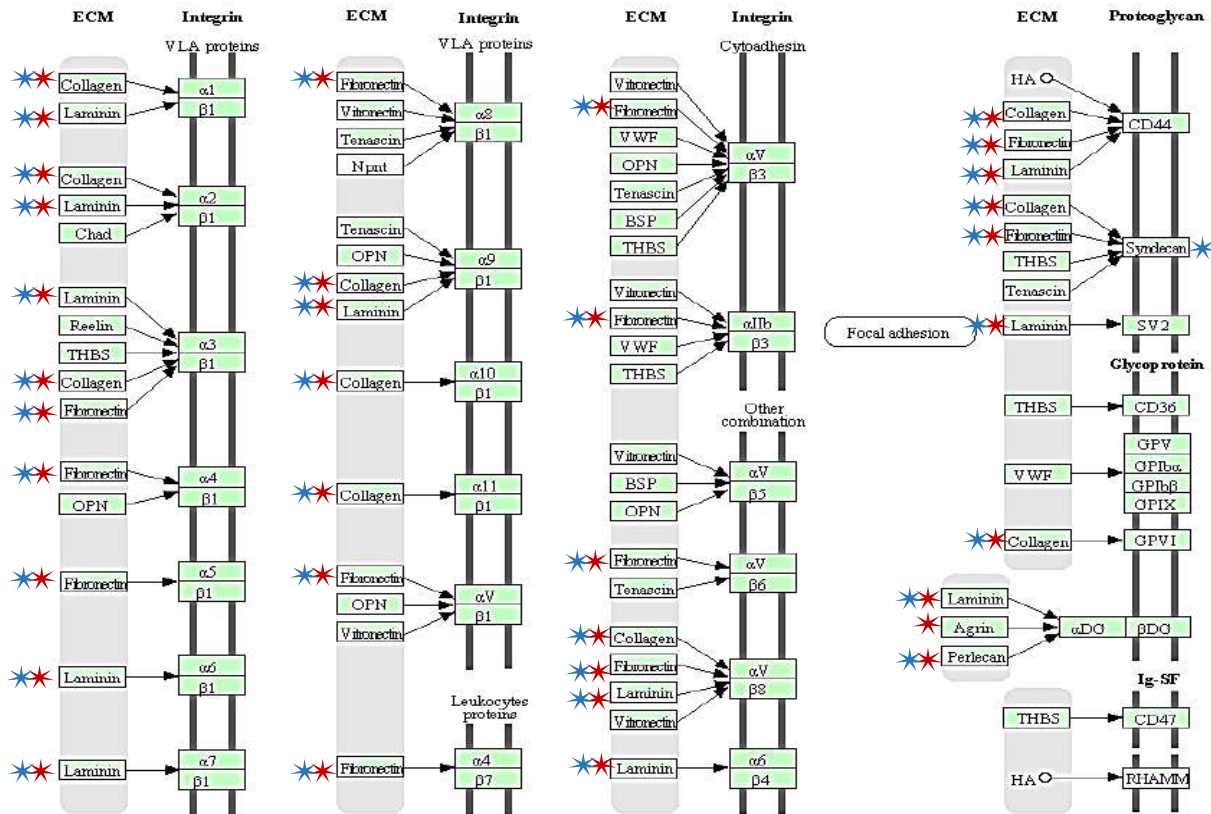 ECM
Integrin
VLA proteins
Collagen
Laminin
α1
β1
Collagen
Laminin
Chad
α2
β1
Laminin
Reelin
THBS
Collagen
Fibronectin
α3
β1
Fibronectin
OPN
α4
β1
Fibronectin
α5
β1
Laminin
α6
β1
Laminin
α7
β1
ECM
Integrin
VLA proteins
Fibronectin
Vitronectin
Tenascin
Npnt
α8
β1
Tenascin
OPN
Collagen
Laminin
α9
β1
Collagen
α10
β1
Collagen
α11
β1
Fibronectin
OPN
Vitronectin
αV
β1
Leukocytes
proteins
Fibronectin
α4
β7
ECM
Integrin
Cytoadhesin
Vitronectin
Fibronectin
VWF
OPN
Tenascin
BSP
THBS
αV
β3
Vitronectin
Fibronectin
VWF
THBS
αIIb
β3
Other
combination
Vitronectin
BSP
OPN
αV
β5
Fibronectin
Tenascin
αV
β6
Collagen
Fibronectin
Laminin
Vitronectin
αV
β8
Laminin
α6
β4
ECM
Proteoglycan
HA
Collagen
Fibronectin
Laminin
CD44
Collagen
Fibronectin
THBS
Tenascin
Syndecan
Focal adhesion
Laminin
SV2
Glycoprotein
THBS
CD36
VWF
GPV
GPIbα
GPIbβ
GPIX
Collagen
GPVI
Laminin
Agrin
Perlecan
αDG
βDG
Ig-SF
THBS
CD47
HA
RHAMM